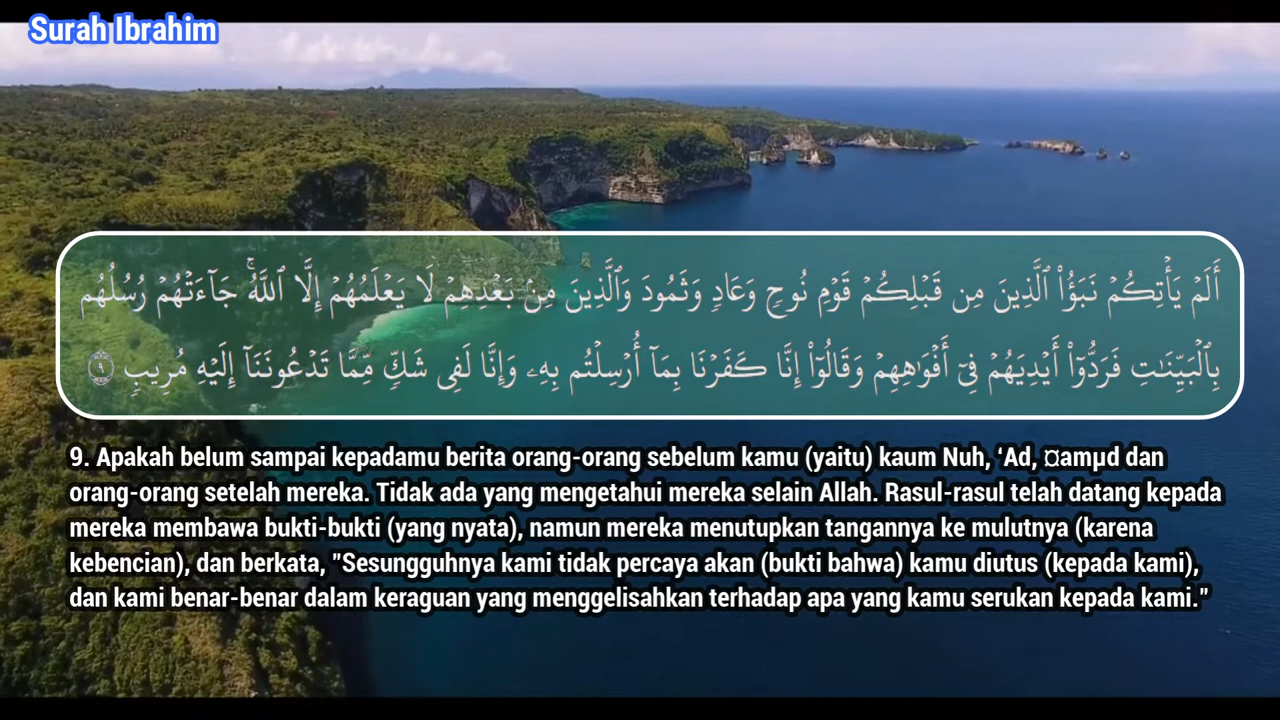 Surah Ibrahim
أَلَمْ يَأْتِكُمْ نَبَؤُا۟ ٱلَّذِينَ مِن قَبْلِكُمْ قَوْمِ نُوحٍ وَعَادٍ وَثَمُودَ وَٱلَّذِينَ مِنۢ بَعْدِهِمْ لَا يَعْلَمُهُمْ إِلَّا ٱللَّهُ ۚ جَآءَتْهُمْ رُسُلُهُم
بِٱلْبَيِّنَـٰتِ فَرَدُّوٓا۟ أَيْدِيَهُمْ فِىٓ أَفْوَٰهِهِمْ وَقَالُوٓا۟ إِنَّا كَفَرْنَا بِمَآ أُرْسِلْتُم بِهِۦ وَإِنَّا لَفِى شَكٍّ مِّمَّا تَدْعُونَنَآ إِلَيْهِ مُرِيبٍ ٩
9. Apakah belum sampai kepadamu berita orang-orang sebelum kamu (yaitu) kaum Nuh, ‘Ad, ¤amµd dan
orang-orang setelah mereka. Tidak ada yang mengetahui mereka selain Allah. Rasul-rasul telah datang kepada
mereka membawa bukti-bukti (yang nyata), namun mereka menutupkan tangannya ke mulutnya (karena
kebencian), dan berkata, "Sesungguhnya kami tidak percaya akan (bukti bahwa) kamu diutus (kepada kami),
dan kami benar-benar dalam keraguan yang menggelisahkan terhadap apa yang kamu serukan kepada kami."